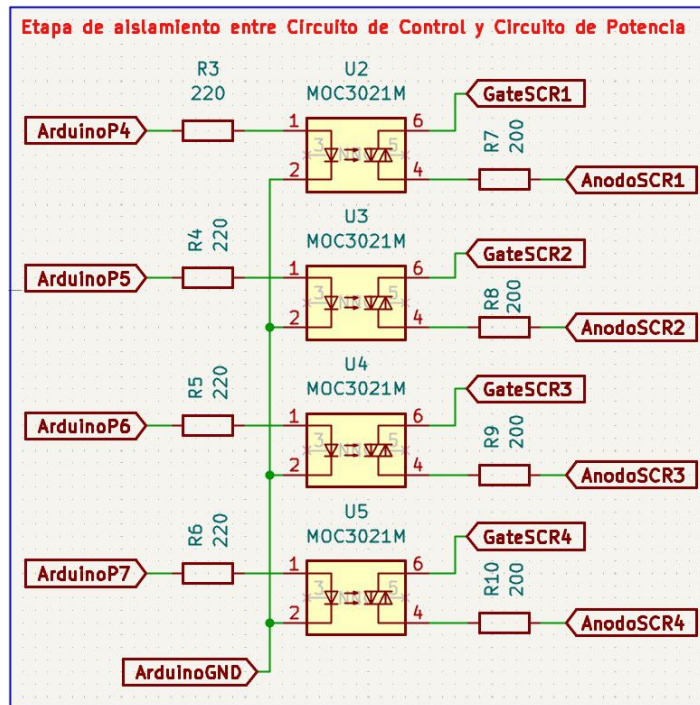 Etapa de aislamiento entre Circuito de Control y Circuito de Potencia
R3
220
U2
MOC3021M
ArduinoP4
1
2
3
6
5
4
GateSCR1
R7
200
AnodoSCR1
R4
220
U3
MOC3021M
ArduinoP5
1
2
3
6
5
4
GateSCR2
R8
200
AnodoSCR2
R5
220
U4
MOC3021M
ArduinoP6
1
2
3
6
5
4
GateSCR3
R9
200
AnodoSCR3
R6
220
U5
MOC3021M
ArduinoP7
1
2
3
6
5
4
GateSCR4
R10
200
AnodoSCR4
ArduinoGND